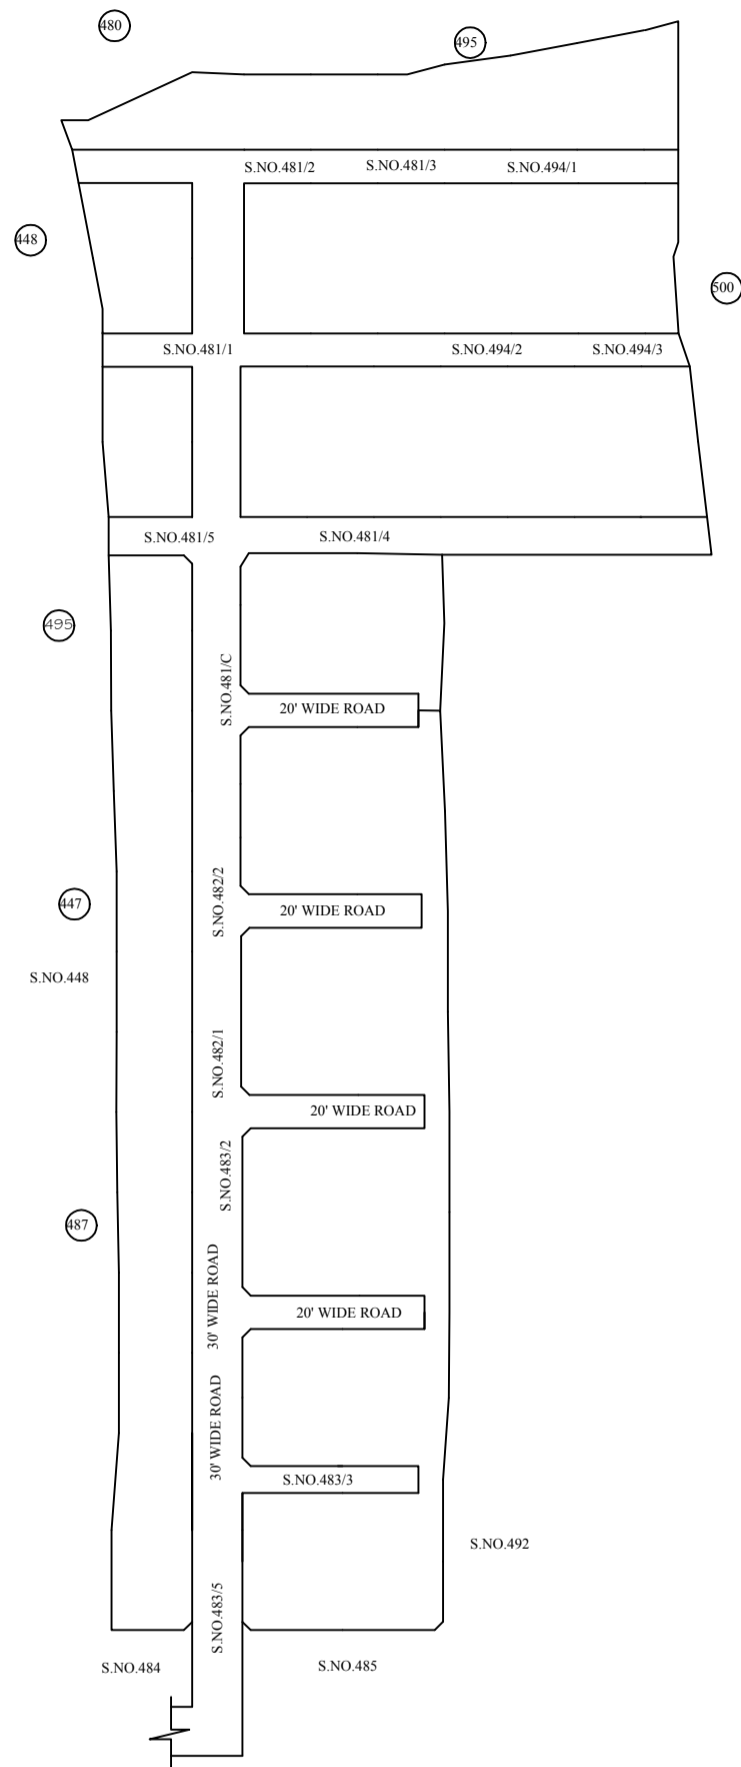 480
495
S.NO.481/2
S.NO.481/3
S.NO.494/1
448
500
S.NO.481/1
S.NO.494/2
S.NO.494/3
S.NO.481/5
S.NO.481/4
495
S.NO.481/C
20' WIDE ROAD
447
S.NO.482/2
20' WIDE ROAD
S.NO.448
S.NO.482/1
20' WIDE ROAD
S.NO.483/2
487
30' WIDE ROAD
20' WIDE ROAD
30' WIDE ROAD
S.NO.483/3
S.NO.492
S.NO.483/5
S.NO.484
S.NO.485